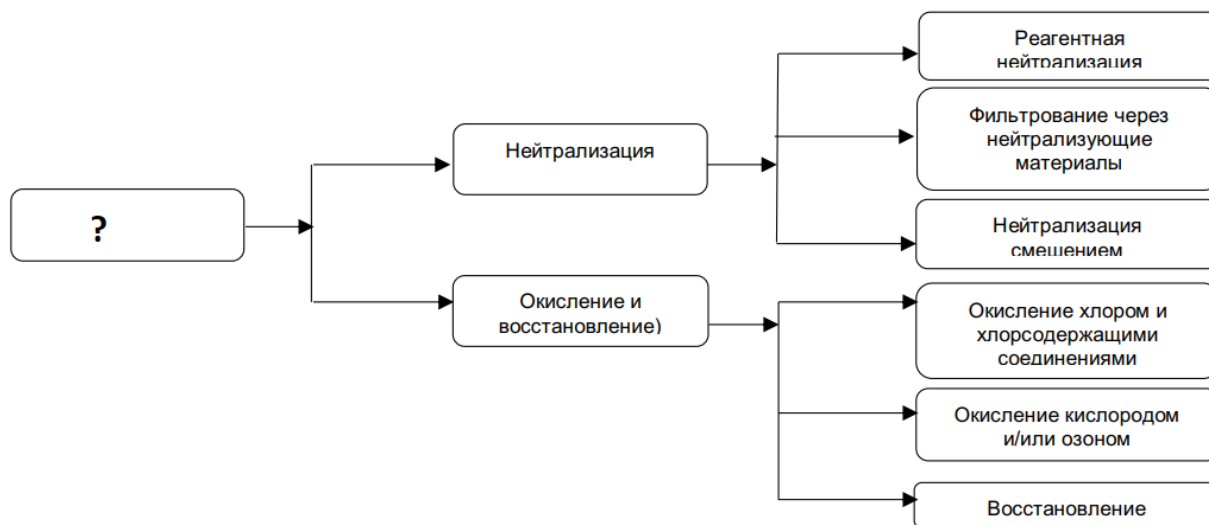 ?
Нейтрализация
Окисление и
восстановление)
Реагентная
нейтрализация
Фильтрование через
нейтрализующие
материалы
Нейтрализация
смешением
Окисление хлором и
хлорсодержащими
соединениями
Окисление кислородом
и/или озоном
Восстановление